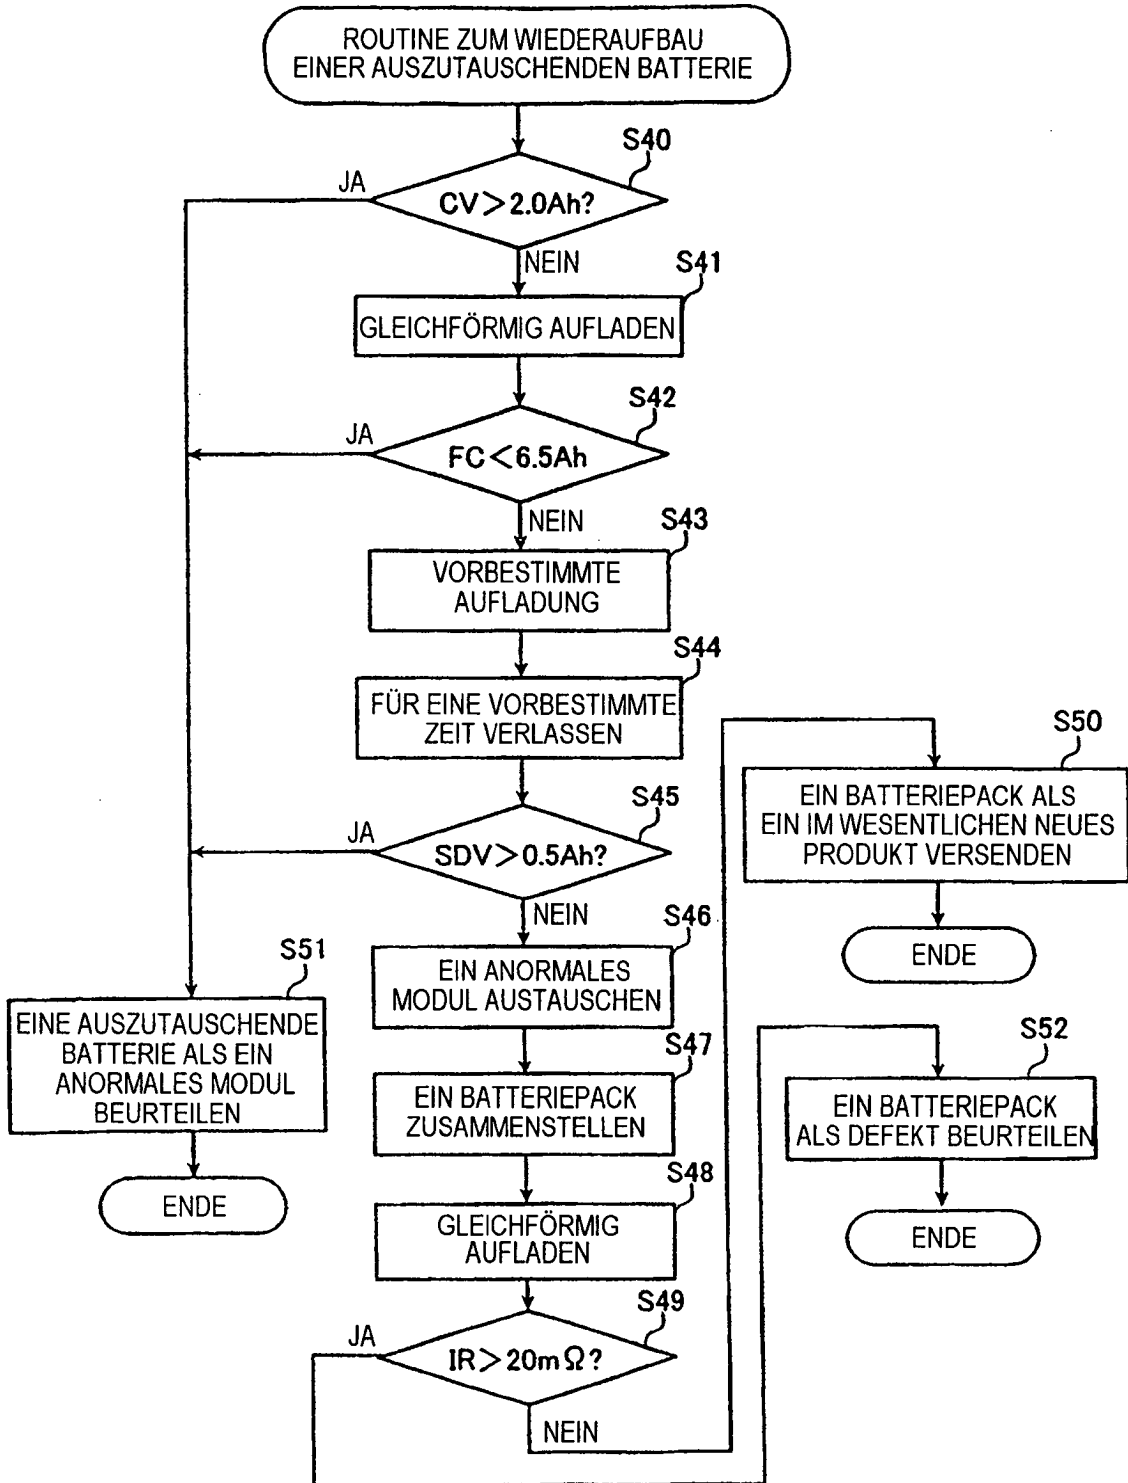 ROUTINE ZUM WIEDERAUFBAU
EINER AUSZUTAUSCHENDEN BATTERIE
S40
JA
CV>2.0Ah?
NEIN
S41
GLEICHFÖRMIG AUFLADEN
S42
JA
FC<6.5Ah
NEIN
S43
VORBESTIMMTE
AUFLADUNG
S44
FÜR EINE VORBESTIMMTE
ZEIT VERLASSEN
S45
JA
SDV>0.5Ah?
NEIN
S46
EIN ANORMALES
MODUL AUSTAUSCHEN
S47
EIN BATTERIEPACK
ZUSAMMENSTELLEN
S48
GLEICHFÖRMIG
AUFLADEN
S49
JA
IR>20mΩ?
NEIN
S50
EIN BATTERIEPACK ALS
EIN IM WESENTLICHEN NEUES
PRODUKT VERSENDEN
ENDE
S51
EINE AUSZUTAUSCHENDE
BATTERIE ALS EIN
ANORMALES MODUL
BEURTEILEN
ENDE
S52
EIN BATTERIEPACK
ALS DEFEKT BEURTEILEN
ENDE